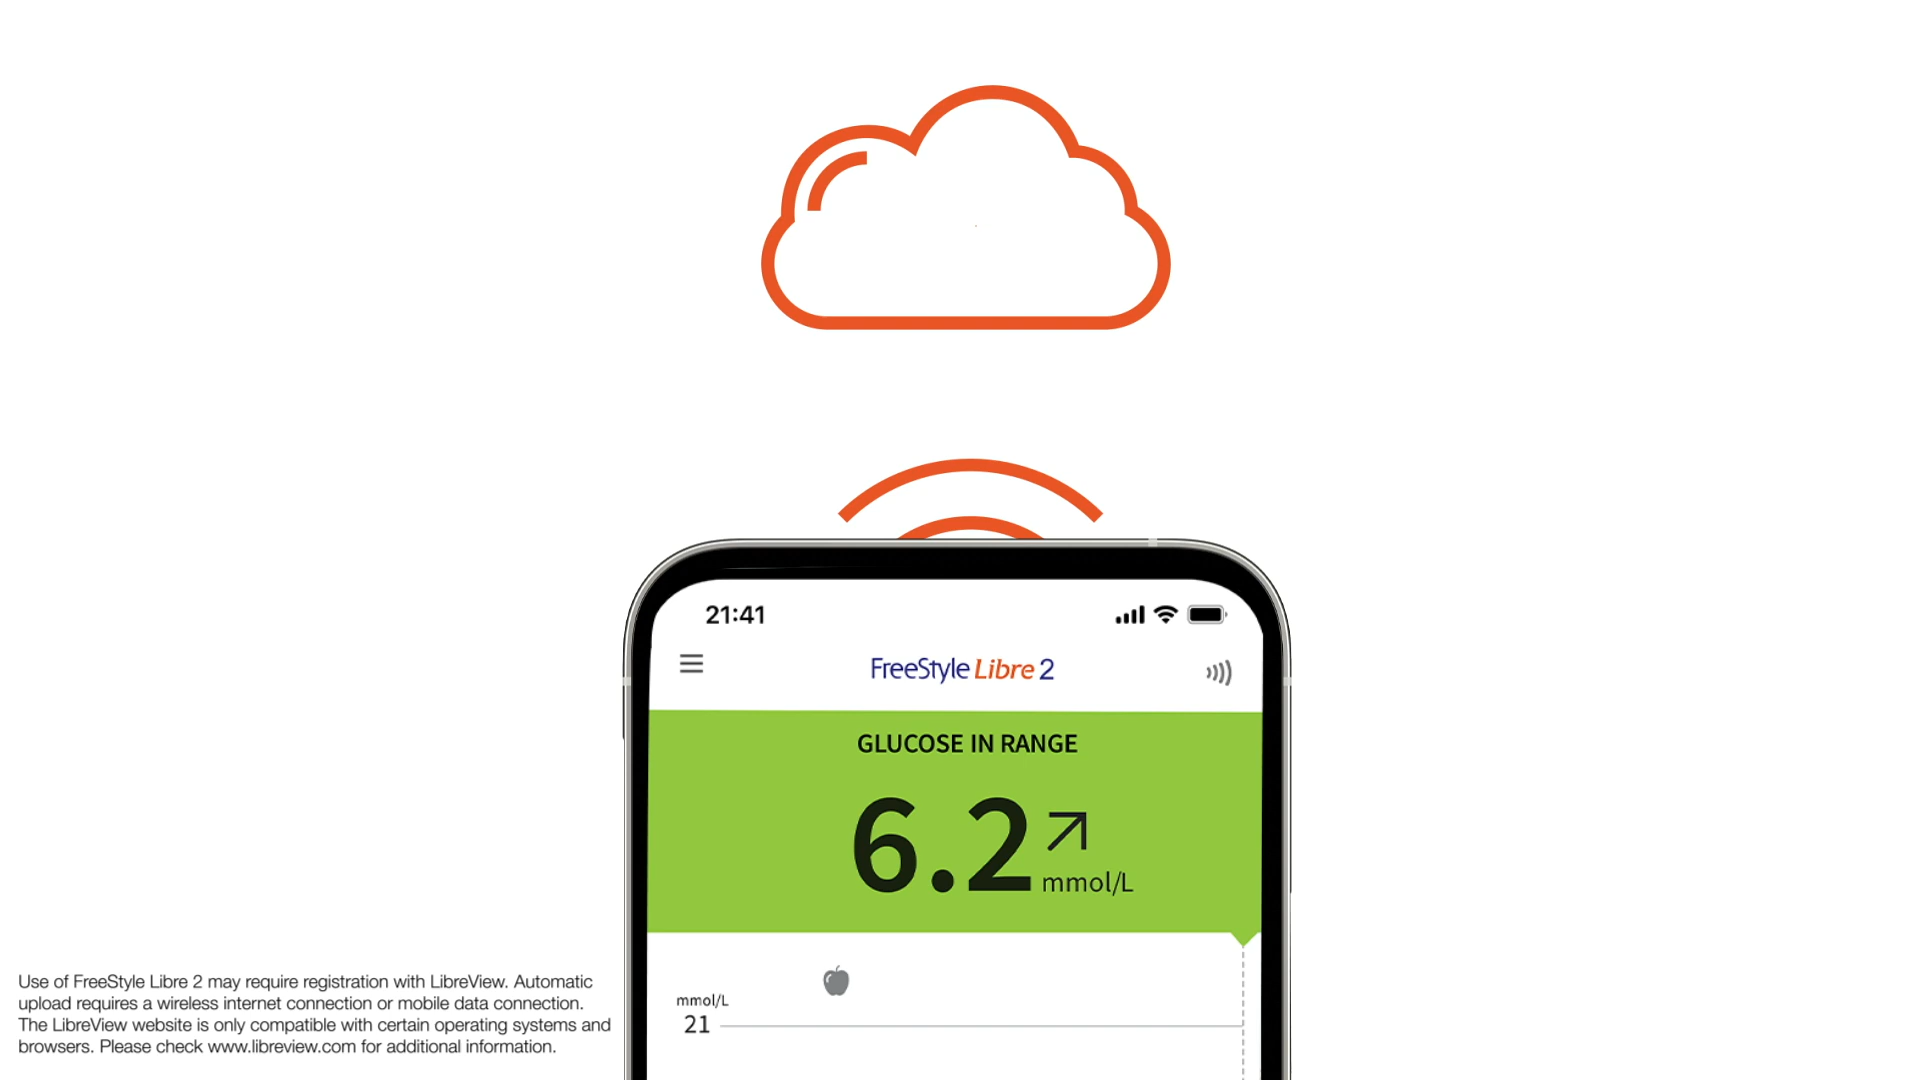 21:41
FreeStyle Libre 2
GLUCOSE IN RANGE
6.2
mmol/L
mmol/L
21
Use of FreeStyle Libre 2 may require registration with LibreView. Automatic
upload requires a wireless internet connection or mobile data connection.
The LibreView website is only compatible with certain operating systems and
browsers. Please check www.libreview.com for additional information.